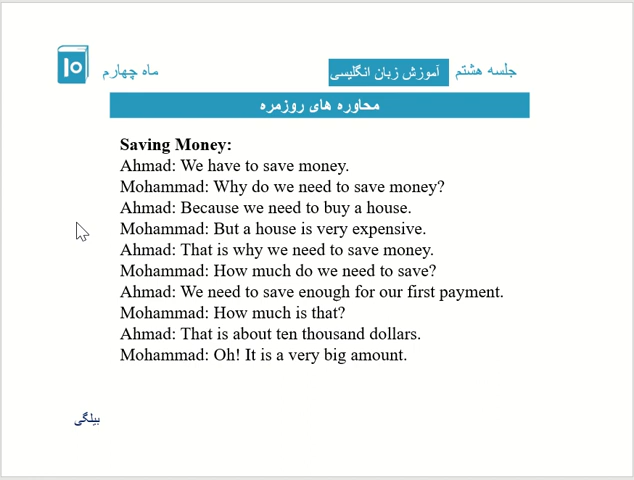 جلسه هشتم آموزش زبان انگلیسی ماه چهارم ۱۵
محاوره های روزمره
Saving Money:
Ahmad: We have to save money.
Mohammad: Why do we need to save money?
Ahmad: Because we need to buy a house.
Mohammad: But a house is very expensive.
Ahmad: That is why we need to save money.
Mohammad: How much do we need to save?
Ahmad: We need to save enough for our first payment.
Mohammad: How much is that?
Ahmad: That is about ten thousand dollars.
Mohammad: Oh! It is a very big amount.
بیلگی